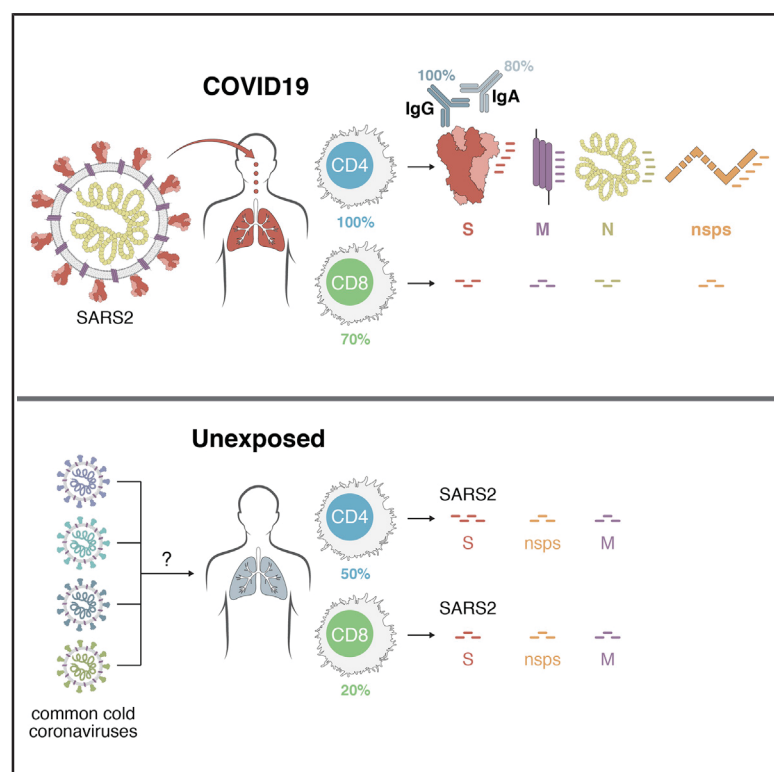 COVID19
100%
80%
IgG
IgA
CD4
100%
S
M
N
nsps
CD8
70%
SARS2
Unexposed
?
CD4
50%
SARS2
S
nsps
M
CD8
20%
SARS2
S
nsps
M
common cold
coronaviruses